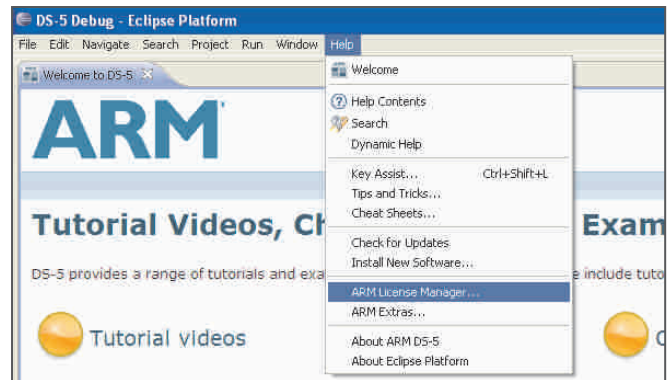 DS-5 Debug - Eclipse Platform
File Edit Navigate Search Project Run Window Help
Welcome to DS-5
Welcome
Help Contents
Search
Dynamic Help
Key Assist... Ctrl+Shift+L
Tips and Tricks...
Cheat Sheets...
Check for Updates
Install New Software...
ARM License Manager...
ARM Extras...
About ARM DS-5
About Eclipse Platform
ARM
Tutorial Videos, Exam
DS-5 provides a range of tutorials and include
Tutorial videos